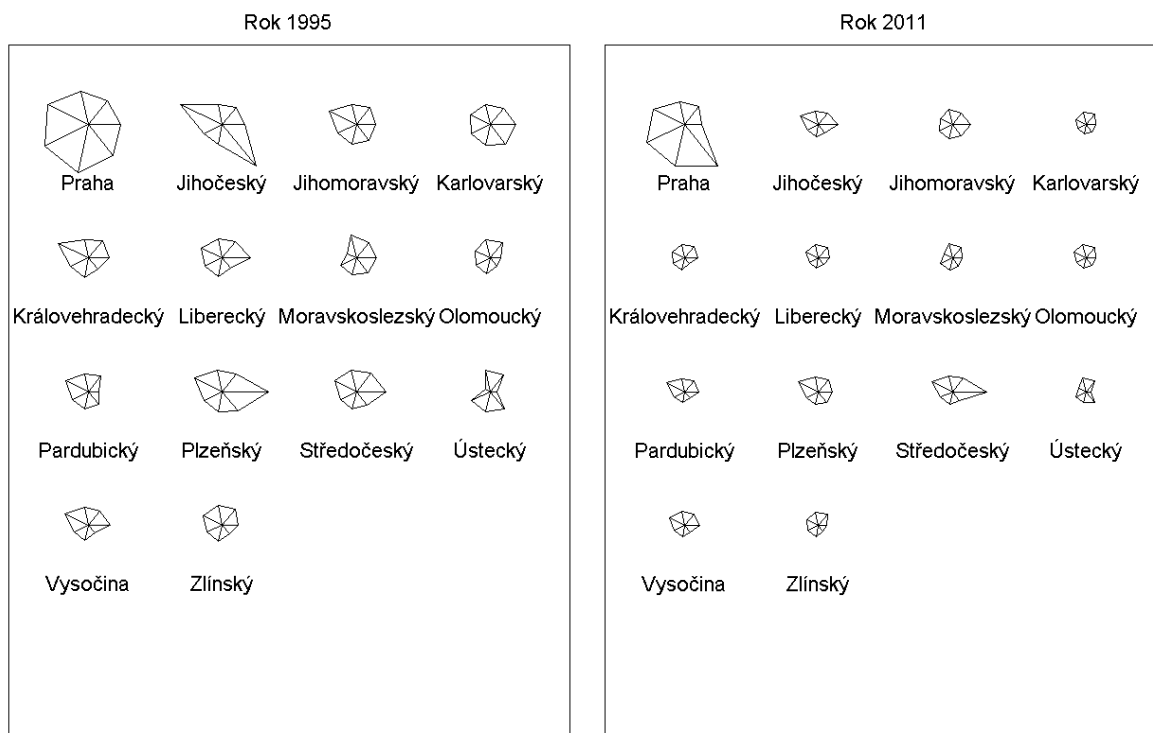 Rok 1995
Praha Jihočeský Jihomoravský Karlovarský
Královehradecký Liberecký Moravskoslezský Olomoucký
Pardubický Plzeňský Středočeský Ústecký
Vysočina Zlínský
Rok 2011
Praha Jihočeský Jihomoravský Karlovarský
Královehradecký Liberecký Moravskoslezský Olomoucký
Pardubický Plzeňský Středočeský Ústecký
Vysočina Zlínský